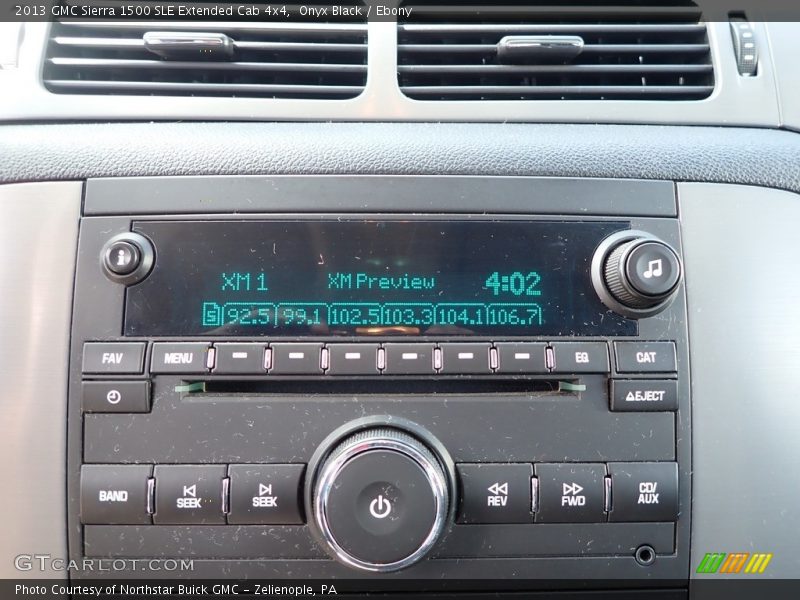 2013 GMC Sierra 1500 SLE Extended Cab 4x4, Onyx Black / Ebony
XM 1 XM Preview 4:02
92.5 99.1 102.5 103.3 104.1 106.7
FAV MENU EQ CAT
EJECT
BAND SEEK SEEK REV FWD CD/AUX
GTCARLOT.COM
Photo Courtesy of Northstar Buick GMC - Zelienople, PA